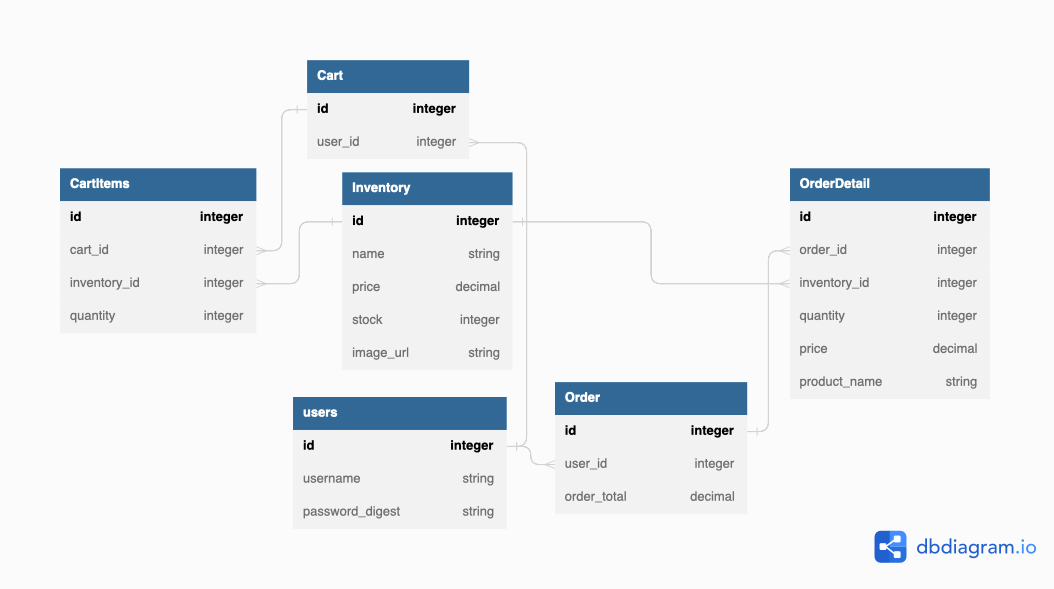 Cart
id integer
user_id integer
CartItems
id integer
cart_id integer
inventory_id integer
quantity integer
Inventory
id integer
name string
price decimal
stock integer
image_url string
OrderDetail
id integer
order_id integer
inventory_id integer
quantity integer
price decimal
product_name string
users
id integer
username string
password_digest string
Order
id integer
user_id integer
order_total decimal
dbdiagram.io